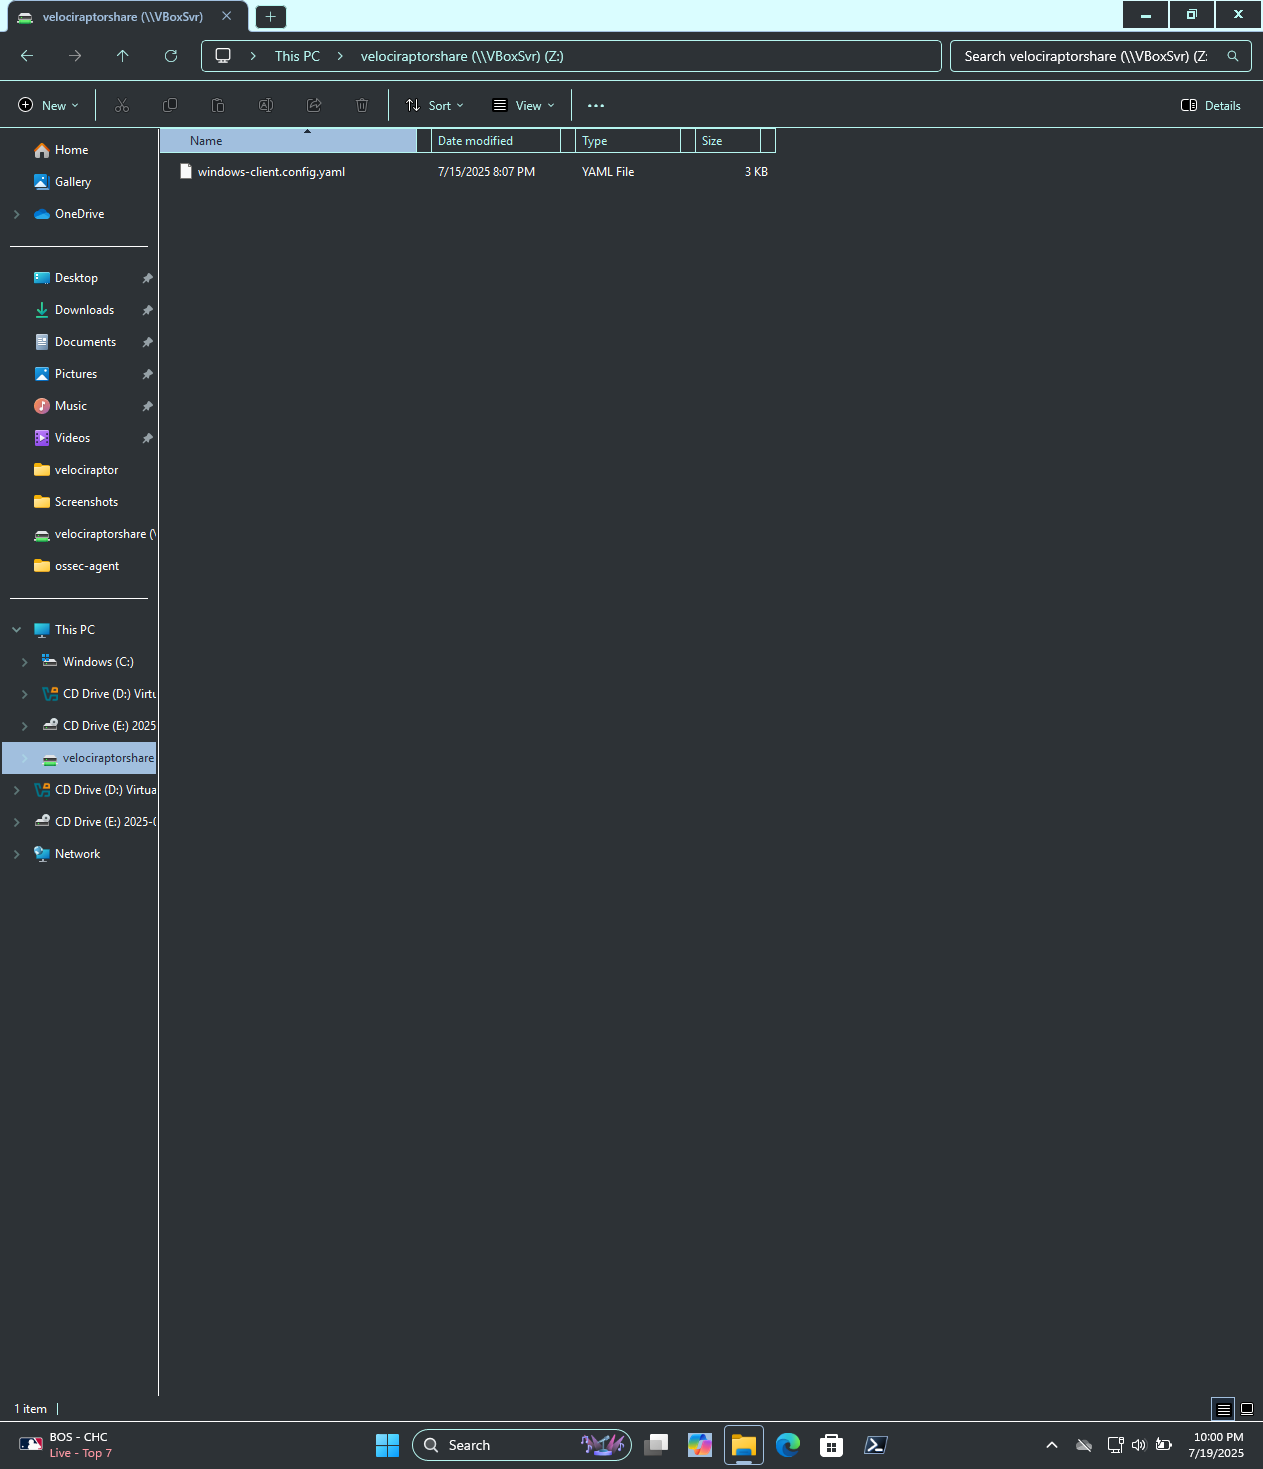 velociraptorshare (\\VBoxSvr)
This PC
velociraptorshare (\\VBoxSvr) (Z:)
Search velociraptorshare (\\VBoxSvr) (Z:
New
Sort
View
Details
Name
Date modified
Type
Size
windows-client.config.yaml
7/15/2025 8:07 PM
YAML File
3 KB
Home
Gallery
OneDrive
Desktop
Downloads
Documents
Pictures
Music
Videos
velociraptor
Screenshots
velociraptorshare (\
ossec-agent
This PC
Windows (C:)
CD Drive (D:) Virtu
CD Drive (E:) 2025
velociraptorshare
CD Drive (D:) Virtua
CD Drive (E:) 2025-0
Network
1 item
BOS - CHC
Live - Top 7
Search
10:00 PM
7/19/2025